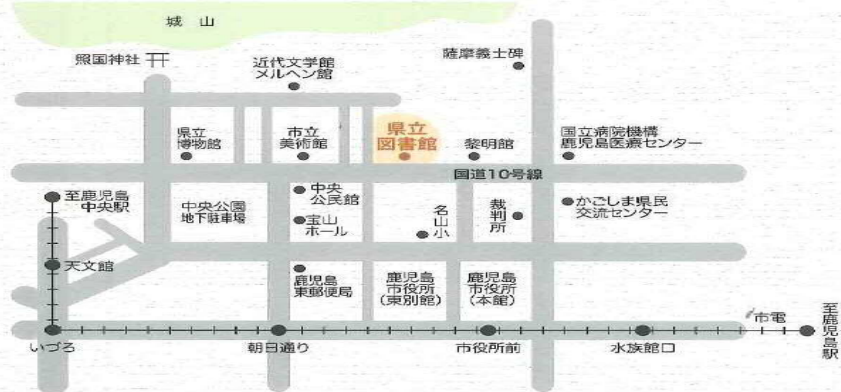 城 山
照国神社
近代文学館
メルヘン館
薩摩義士碑
県立
博物館
市立
美術館
県立
図書館
黎明館
国立病院機構
鹿児島医療センター
国道10号線
至鹿児島
中央駅
中央公園
地下駐車場
中央
公民館
宝山
ホール
名山小
裁判所
かごしま県民
交流センター
天文館
鹿児島
東郵便局
鹿児島
市役所
(東別館)
鹿児島
市役所
(本館)
市電
至鹿児島駅
いづろ
朝日通り
市役所前
水族館口